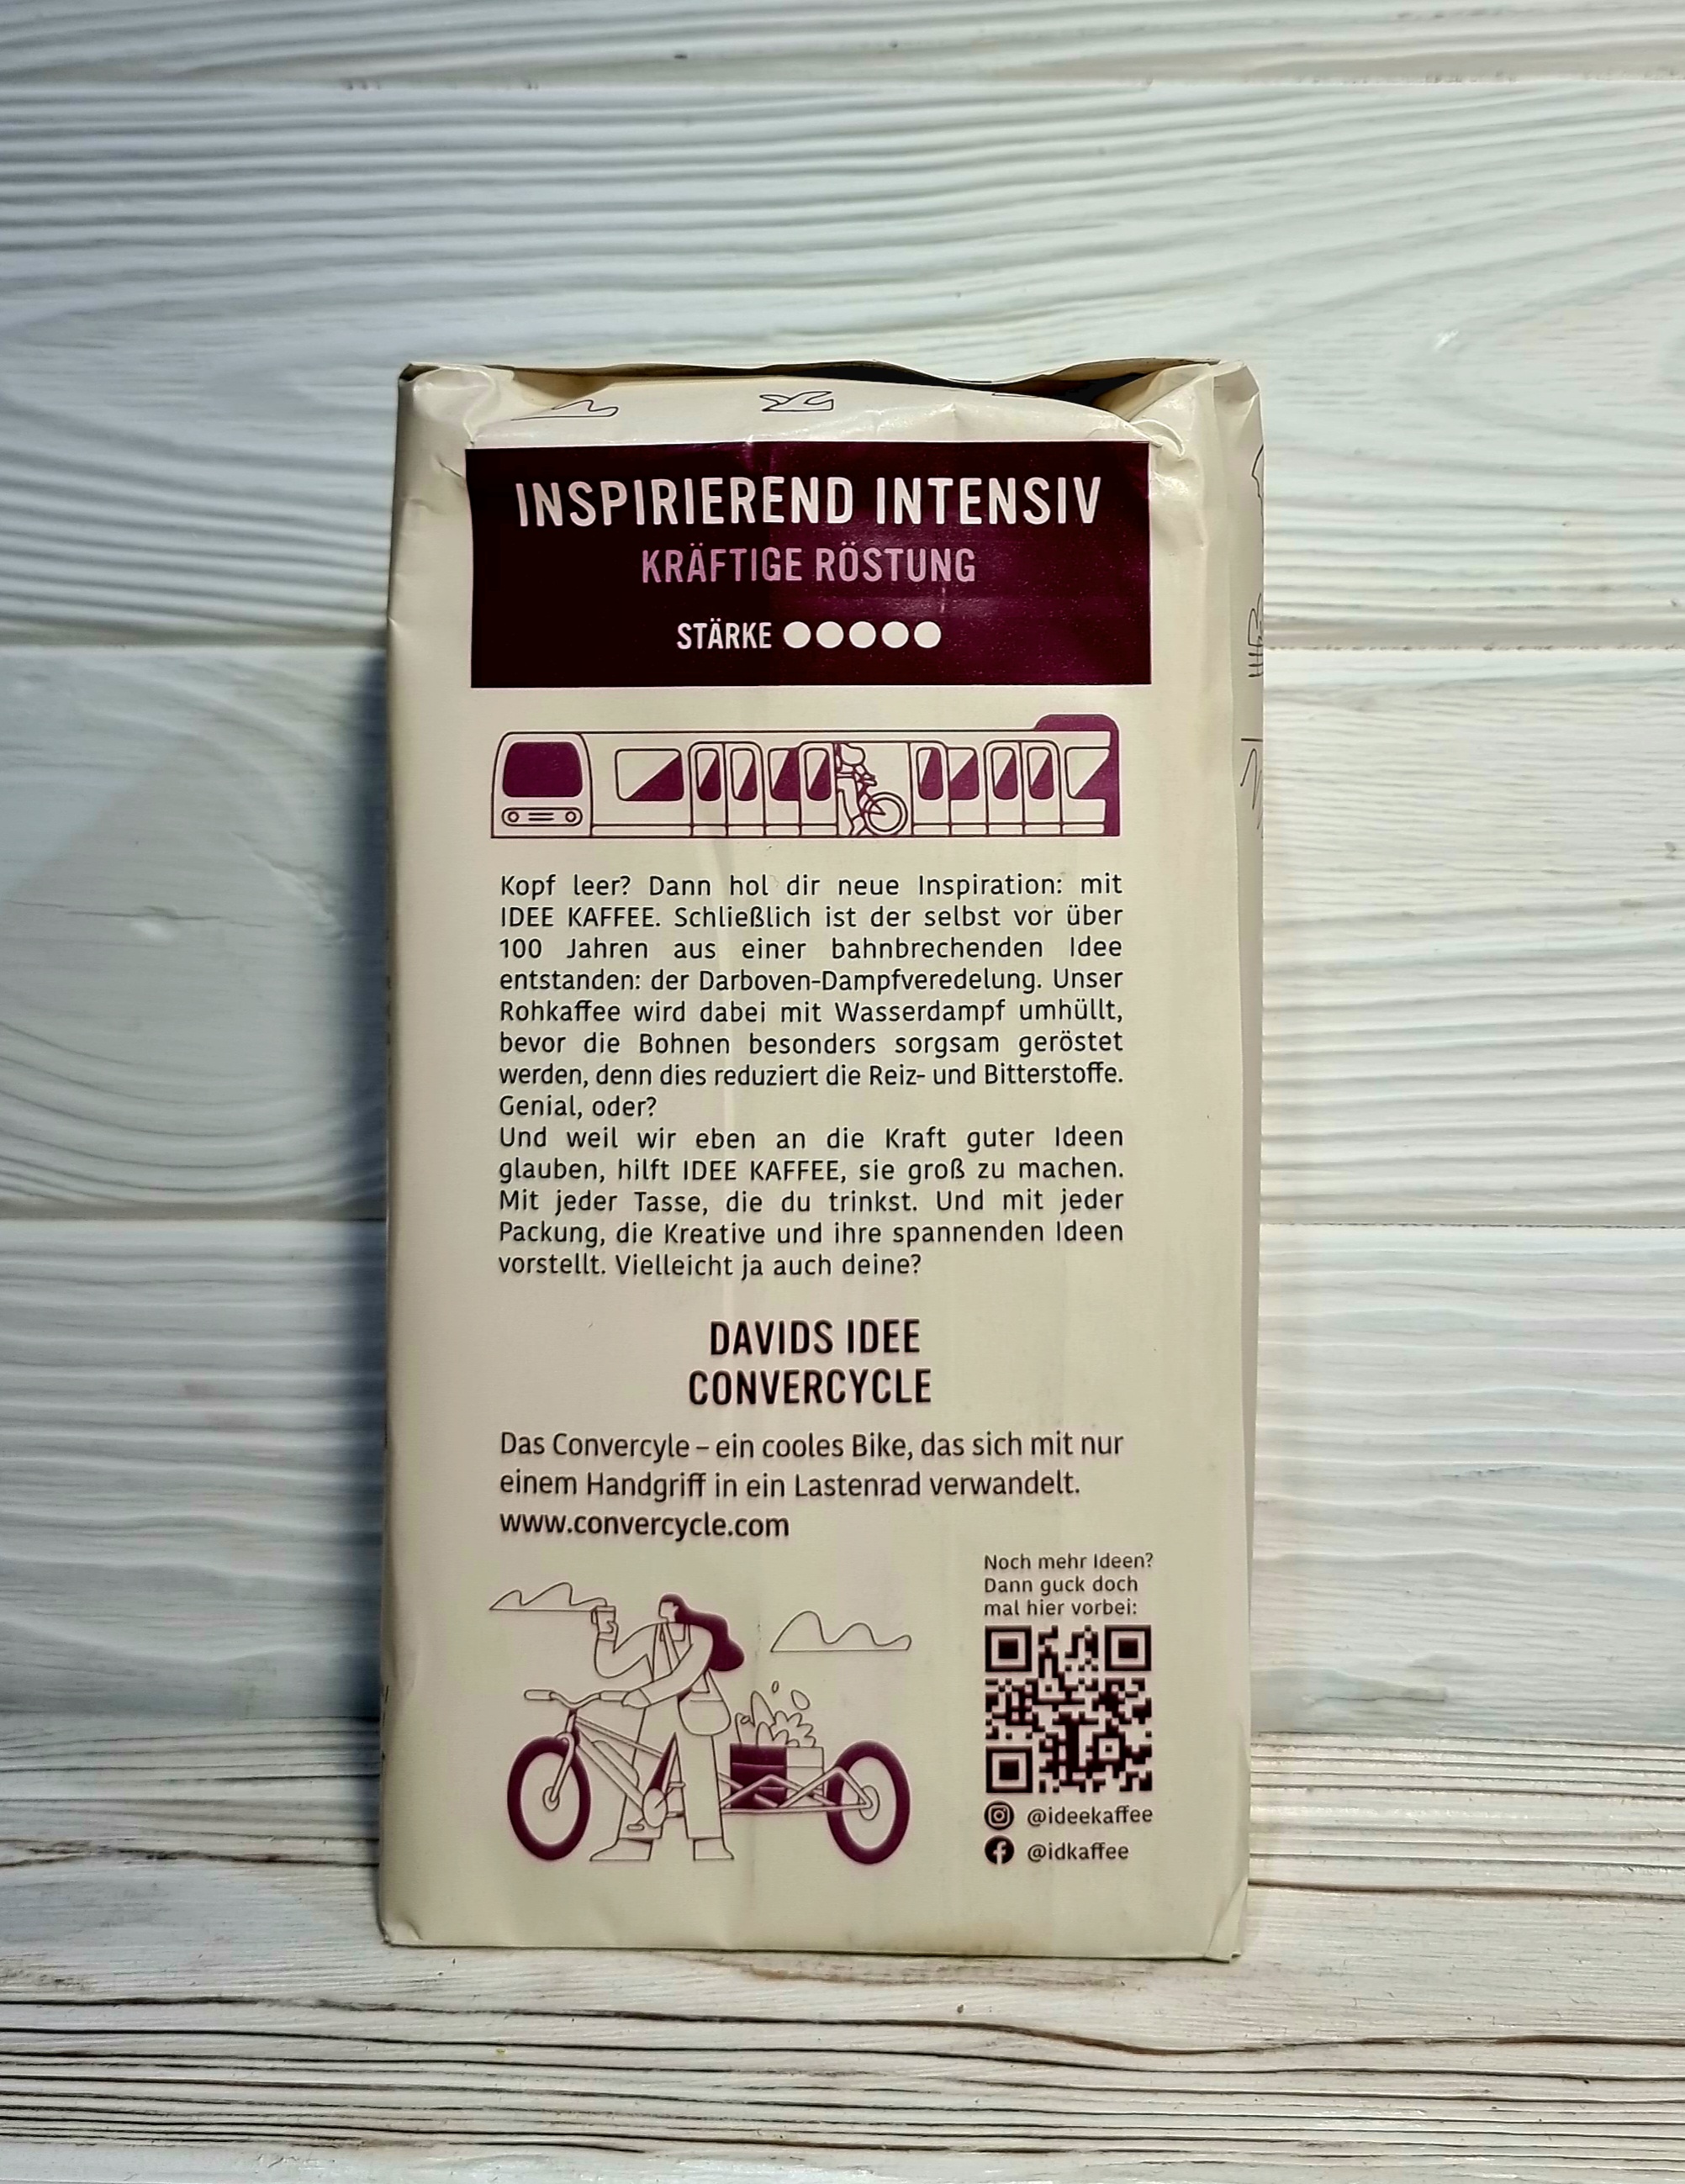 INSPIRIEREND INTENSIV
KRÄFTIGE RÖSTUNG
STÄRKE
Kopf leer? Dann hol dir neue Inspiration: mit
IDEE KAFFEE. Schließlich ist der selbst vor über
100 Jahren aus einer bahnbrechenden Idee
entstanden: der Darboven-Dampfveredelung. Unser
Rohkaffee wird dabei mit Wasserdampf umhüllt,
bevor die Bohnen besonders sorgsam geröstet
werden, denn dies reduziert die Reiz- und Bitterstoffe.
Genial, oder?
Und weil wir eben an die Kraft guter Ideen
glauben, hilft IDEE KAFFEE, sie groß zu machen.
Mit jeder Tasse, die du trinkst. Und mit jeder
Packung, die Kreative und ihre spannenden Ideen
vorstellt. Vielleicht ja auch deine?
DAVIDS IDEE
CONVERCYCLE
Das Convercyle – ein cooles Bike, das sich mit nur
einem Handgriff in ein Lastenrad verwandelt.
www.convercycle.com
Noch mehr Ideen?
Dann guck doch
mal hier vorbei:
@ideekaffee
@idkaffee